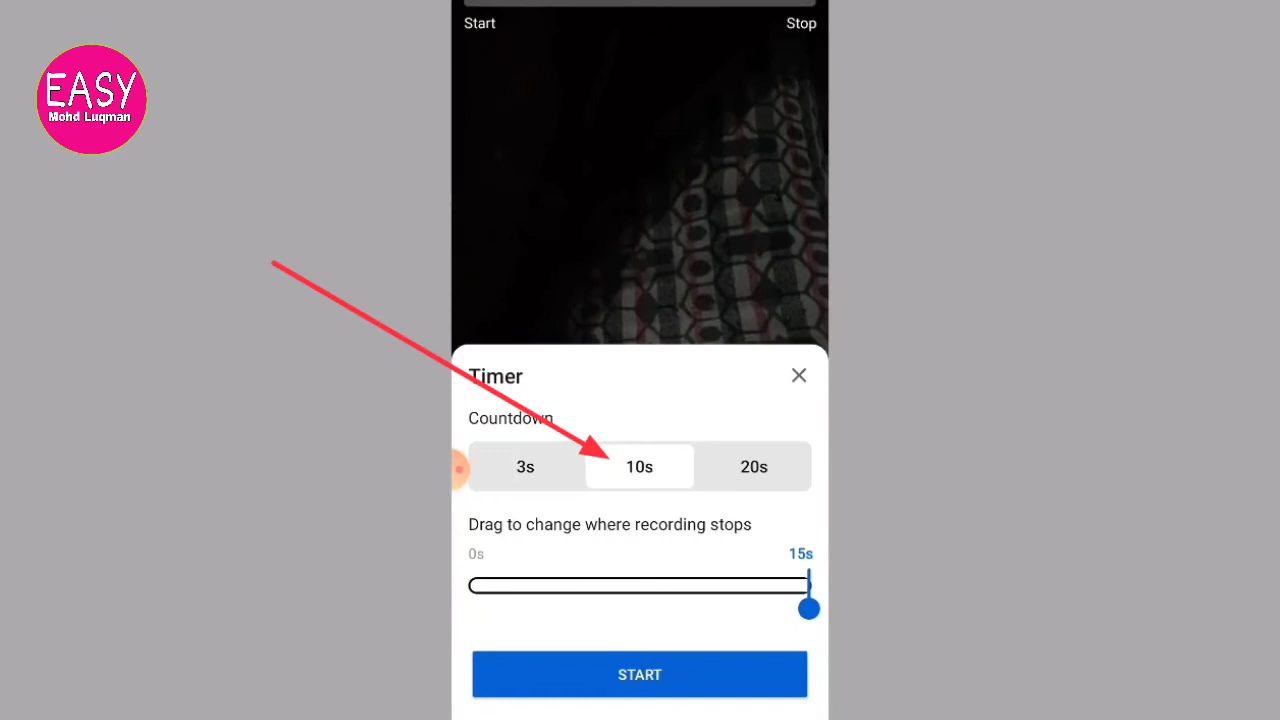 Start Stop
EASY
Mohd Luqman
Timer
Countdown
3s 10s 20s
Drag to change where recording stops
0s 15s
START